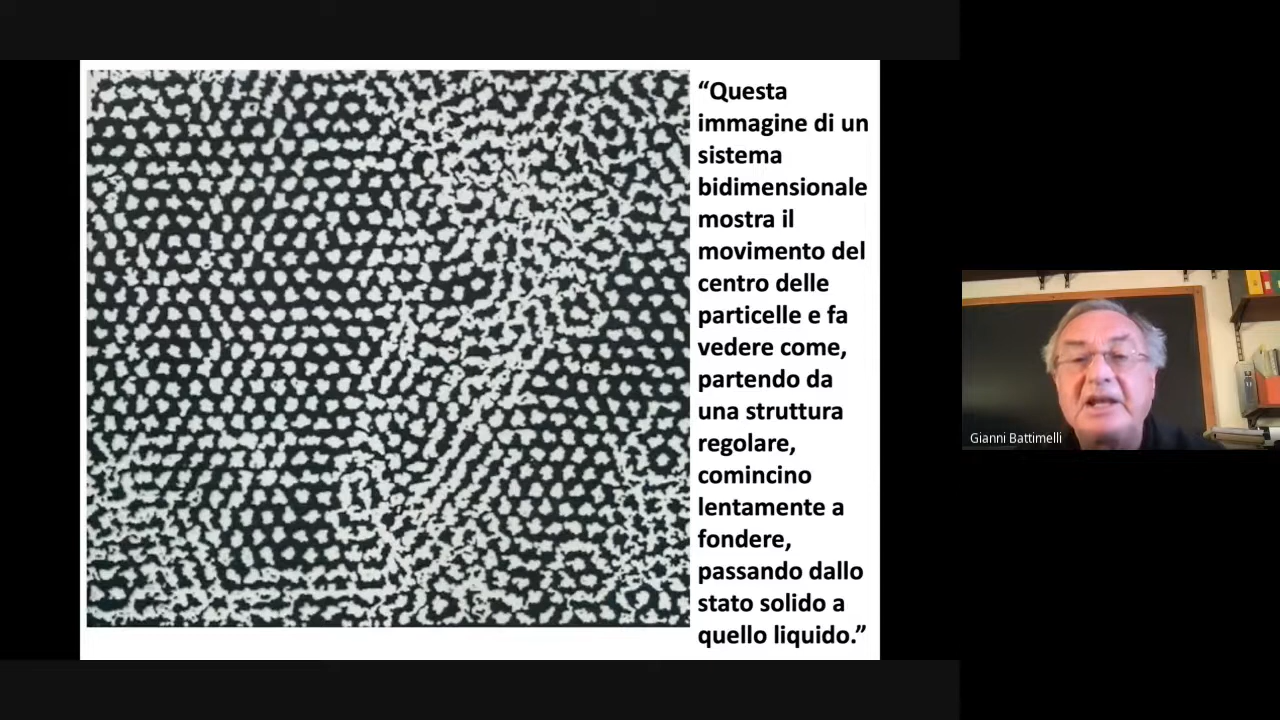 “Questa
immagine di un
sistema
bidimensionale
mostra il
movimento del
centro delle
particelle e fa
vedere come,
partendo da
una struttura
regolare,
comincino
lentamente a
fondere,
passando dallo
stato solido a
quello liquido.”
Gianni Battimelli